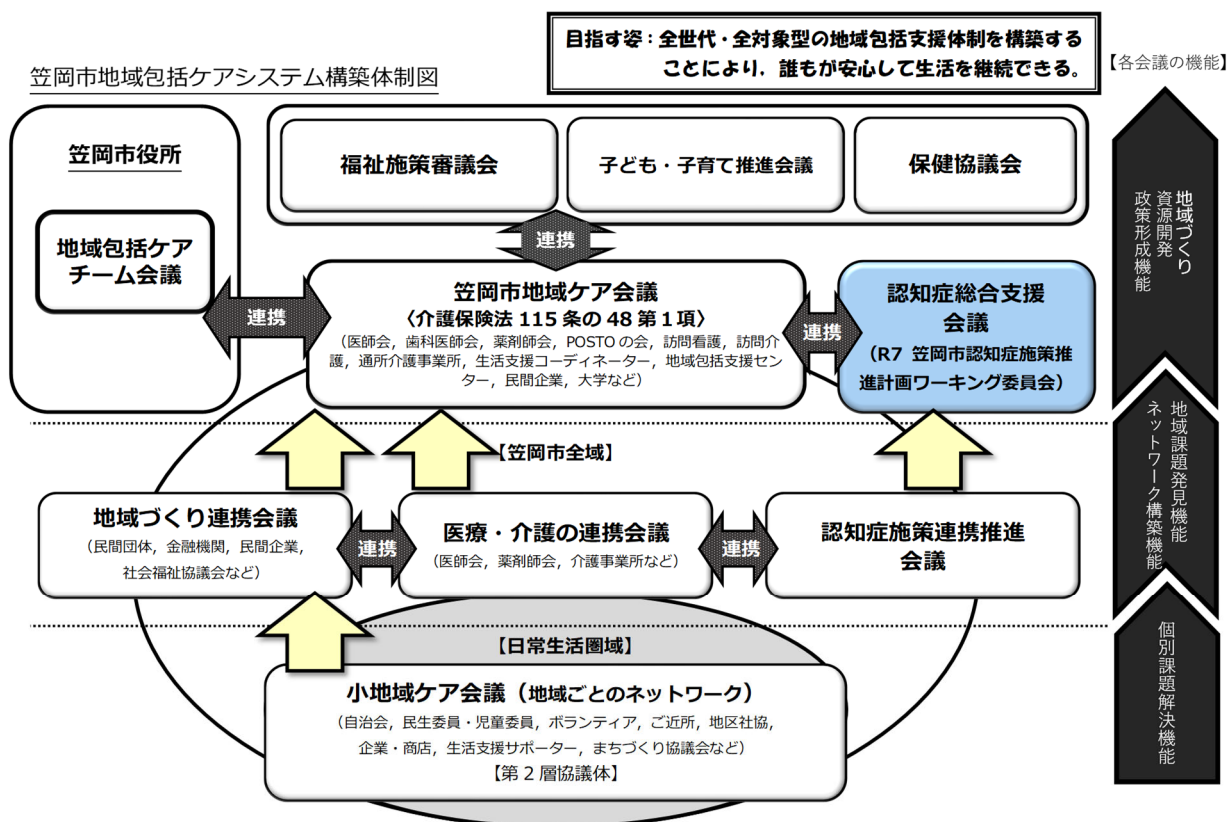 目指す姿：全世代・全対象型の地域包括支援体制を構築する
ことにより，誰もが安心して生活を継続できる。
【各会議の機能】
笠岡市地域包括ケアシステム構築体制図
笠岡市役所
地域包括ケア
チーム会議
福祉施策審議会
子ども・子育て推進会議
保健協議会
連携
連携
笠岡市地域ケア会議
〈介護保険法 115 条の 48 第１項〉
（医師会，歯科医師会，薬剤師会，POSTO の会，訪問看護，訪問介
護，通所介護事業所，生活支援コーディネーター，地域包括支援セン
ター，民間企業，大学など）
連携
認知症総合支援
会議
（R7 笠岡市認知症施策推
進計画ワーキング委員会）
地域づくり
資源開発
政策形成機能
【笠岡市全域】
地域づくり連携会議
（民間団体，金融機関，民間企業，
社会福祉協議会など）
連携
医療・介護の連携会議
（医師会，薬剤師会，介護事業所など）
連携
認知症施策連携推進
会議
地域課題発見機能
ネットワーク構築機能
【日常生活圏域】
小地域ケア会議（地域ごとのネットワーク）
（自治会，民生委員・児童委員，ボランティア，ご近所，地区社協，
企業・商店，生活支援サポーター，まちづくり協議会など）
【第２層協議体】
個別課題解決機能